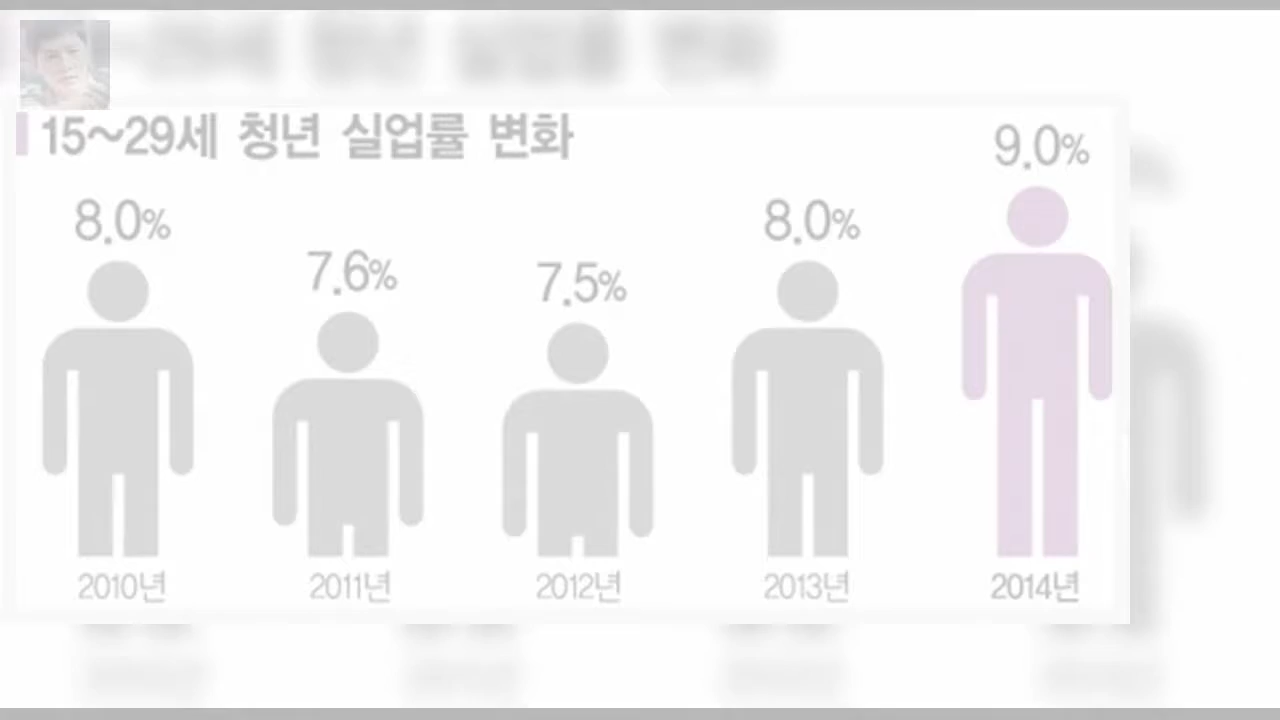 15~29세 청년 실업률 변화
8.0%
7.6%
7.5%
8.0%
9.0%
2010년
2011년
2012년
2013년
2014년